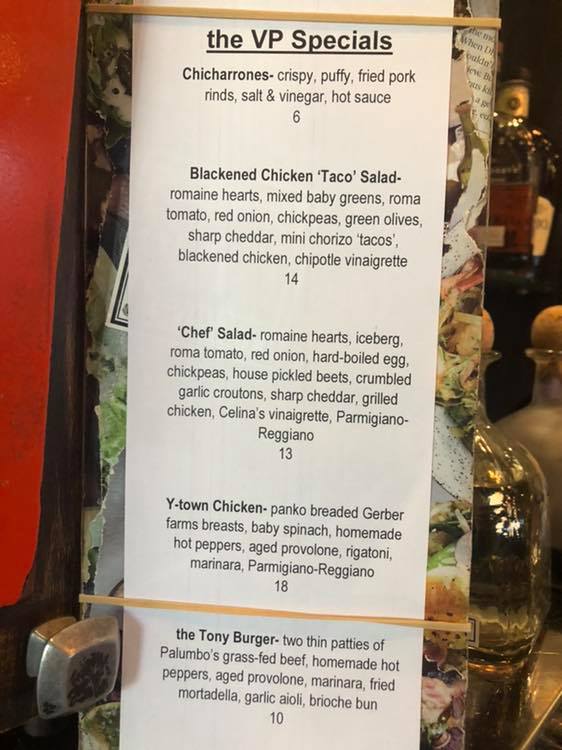 the VP Specials
Chicharrones- crispy, puffy, fried pork
rinds, salt & vinegar, hot sauce
6
Blackened Chicken ‘Taco’ Salad-
romaine hearts, mixed baby greens, roma
tomato, red onion, chickpeas, green olives,
sharp cheddar, mini chorizo ‘tacos’,
blackened chicken, chipotle vinaigrette
14
‘Chef’ Salad- romaine hearts, iceberg,
roma tomato, red onion, hard-boiled egg,
chickpeas, house pickled beets, crumbled
garlic croutons, sharp cheddar, grilled
chicken, Celina’s vinaigrette, Parmigiano-
Reggiano
13
Y-town Chicken- panko breaded Gerber
farms breasts, baby spinach, homemade
hot peppers, aged provolone, rigatoni,
marinara, Parmigiano-Reggiano
18
the Tony Burger- two thin patties of
Palumbo’s grass-fed beef, homemade hot
peppers, aged provolone, marinara, fried
mortadella, garlic aioli, brioche bun
10